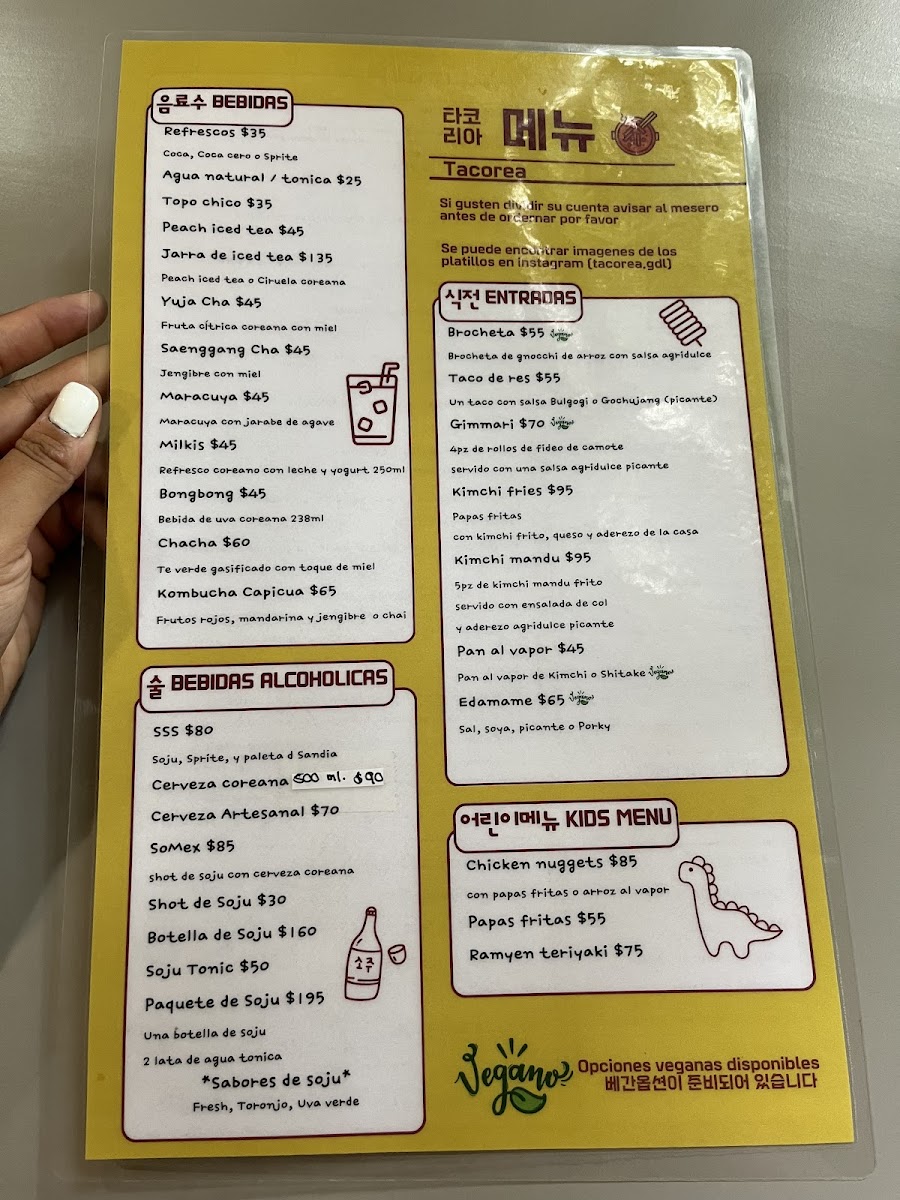 음료수 BEBIDAS
Refrescos $35
Coca, Coca cero o Sprite
Agua natural / tonica $25
Topo chico $35
Peach iced tea $45
Jarra de iced tea $135
Peach iced tea o Ciruela coreana
Yuja Cha $45
Fruta cítrica coreana con miel
Saenggang Cha $45
Jengibre con miel
Maracuya $45
Maracuya con jarabe de agave
Milkis $45
Refresco coreano con leche y yogurt 250ml
Bongbong $45
Bebida de uva coreana 238ml
Chacha $60
Te verde gasificado con toque de miel
Kombucha Capicua $65
Frutos rojos, mandarina y jengibre o chai
술 BEBIDAS ALCOHOLICAS
SSS $80
Soju, Sprite, y paleta d Sandia
Cerveza coreana 500 ml. $90
Cerveza Artesanal $70
SoMex $85
shot de soju con cerveza coreana
Shot de Soju $30
Botella de Soju $160
Soju Tonic $50
Paquete de Soju $195
Una botella de soju
2 lata de agua tonica
*Sabores de soju*
Fresh, Toronjo, Uva verde
소주
타코
리아
메뉴
Tacorea
Si gusten dividir su cuenta avisar al mesero
antes de ordernar por favor
Se puede encontrar imagenes de los
platillos en instagram (tacorea,gdl)
식전 ENTRADAS
Brocheta $55 Vegano
Brocheta de gnocchi de arroz con salsa agridulce
Taco de res $55
Un taco con salsa Bulgogi o Gochujang (picante)
Gimmari $70 Vegano
4pz de rollos de fideo de camote
servido con una salsa agridulce picante
Kimchi fries $95
Papas fritas
con kimchi frito, queso y aderezo de la casa
Kimchi mandu $95
5pz de kimchi mandu frito
servido con ensalada de col
y aderezo agridulce picante
Pan al vapor $45
Pan al vapor de Kimchi o Shitake Vegano
Edamame $65 Vegano
Sal, soya, picante o Porky
어린이메뉴 KIDS MENU
Chicken nuggets $85
con papas fritas o arroz al vapor
Papas fritas $55
Ramyen teriyaki $75
Vegano
Opciones veganas disponibles
베간옵션이 준비되어 있습니다